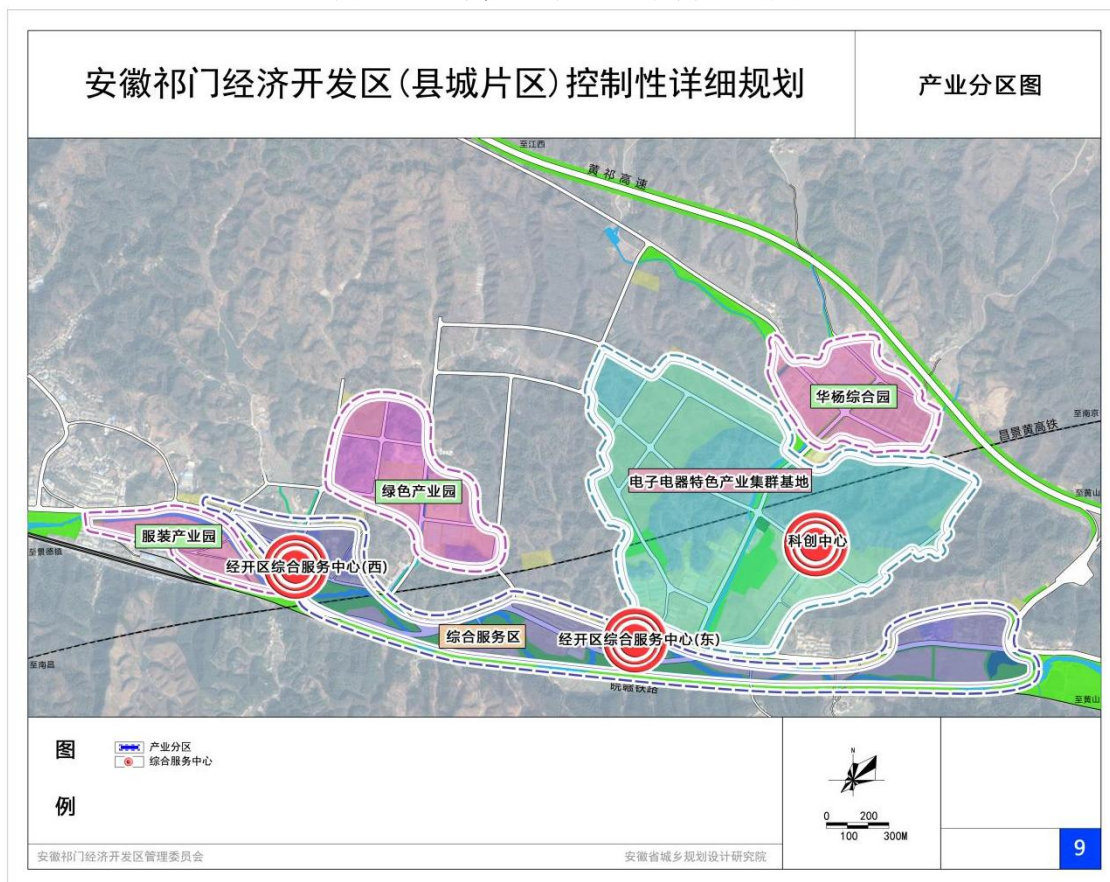 安徽祁门经济开发区(县城片区)控制性详细规划
产业分区图
至江西
黄祁高速
华杨综合园
至南京
昌景黄高铁
电子电器特色产业集群基地
绿色产业园
至黄山
服装产业园
科创中心
至景德镇
经开区综合服务中心(西)
综合服务区
经开区综合服务中心(东)
至南昌
皖赣铁路
至黄山
图例
产业分区
综合服务中心
N
0 200
100 300M
安徽祁门经济开发区管理委员会
安徽省城乡规划设计研究院
9